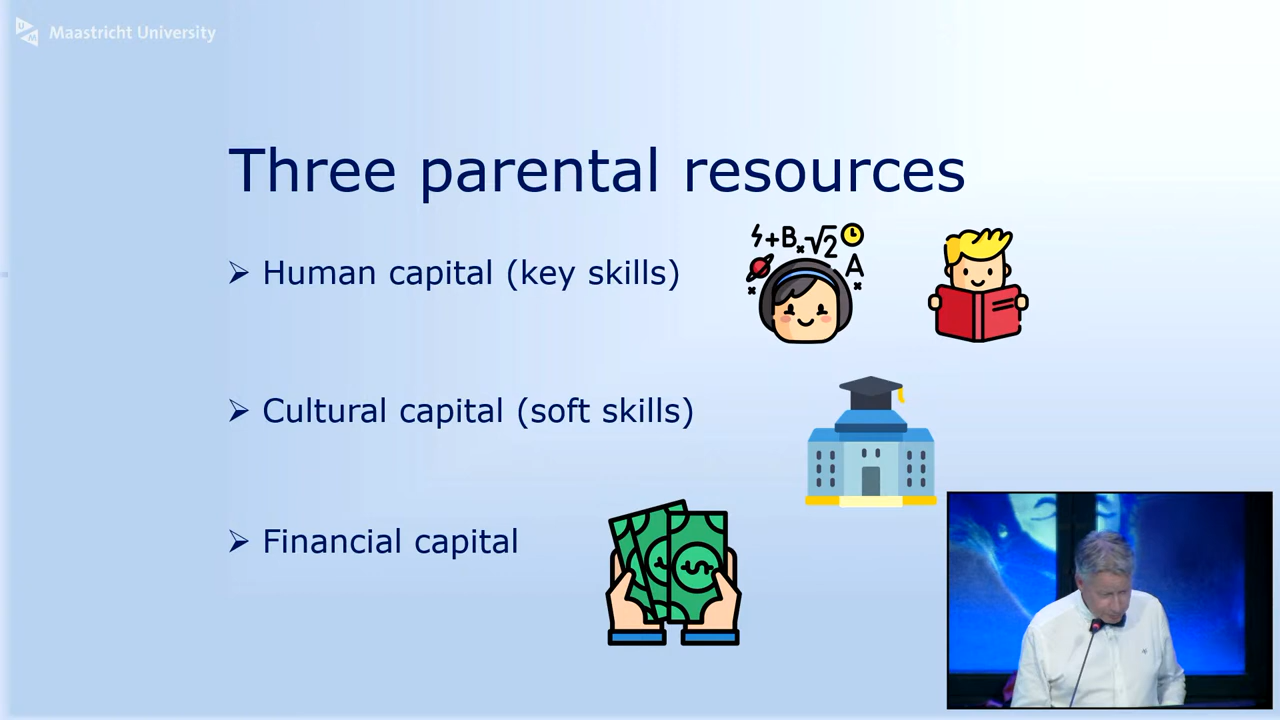 Maastricht University
Three parental resources
Human capital (key skills)
Cultural capital (soft skills)
Financial capital